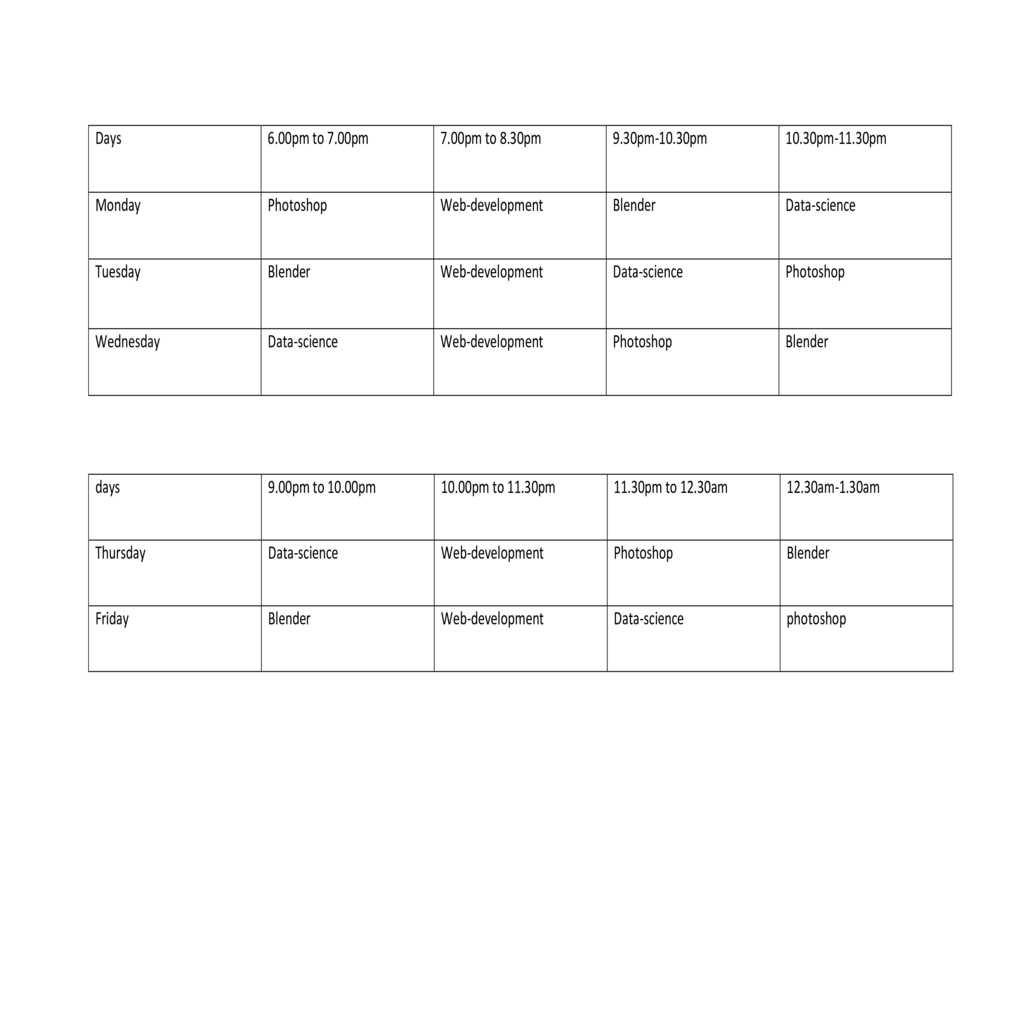 Days 6.00pm to 7.00pm 7.00pm to 8.30pm 9.30pm-10.30pm 10.30pm-11.30pm
Monday Photoshop Web-development Blender Data-science
Tuesday Blender Web-development Data-science Photoshop
Wednesday Data-science Web-development Photoshop Blender
days 9.00pm to 10.00pm 10.00pm to 11.30pm 11.30pm to 12.30am 12.30am-1.30am
Thursday Data-science Web-development Photoshop Blender
Friday Blender Web-development Data-science photoshop